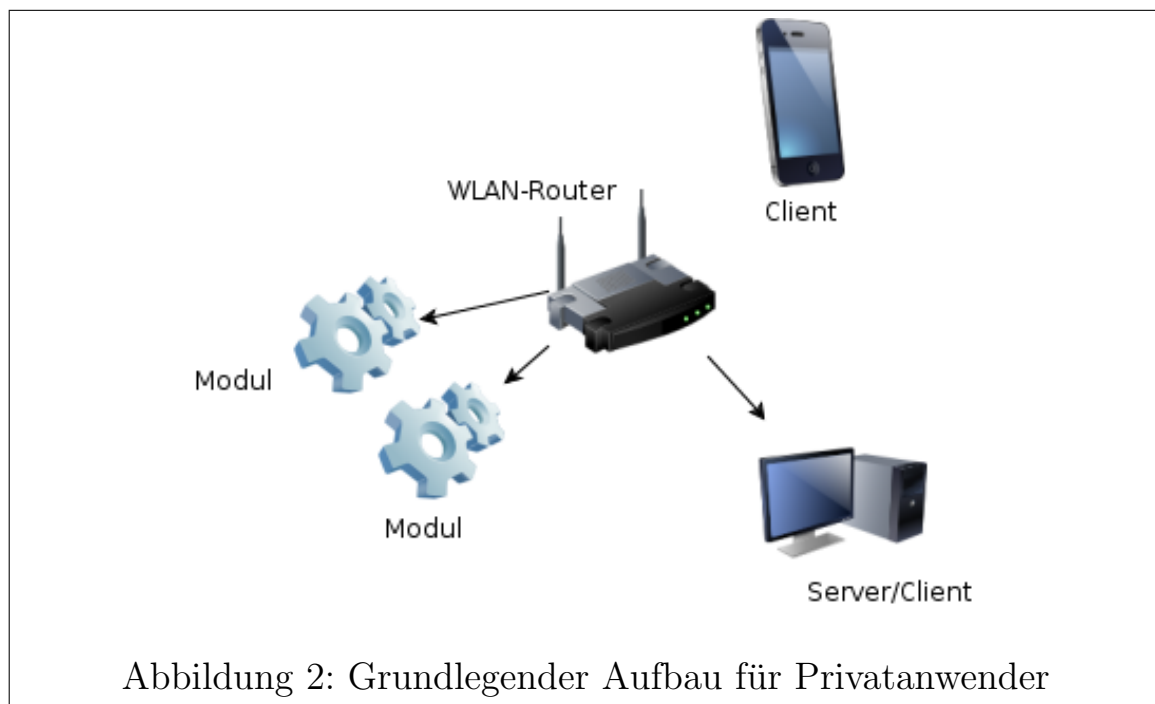 WLAN-Router
Client
Modul
Modul
Server/Client
Abbildung 2: Grundlegender Aufbau für Privatanwender